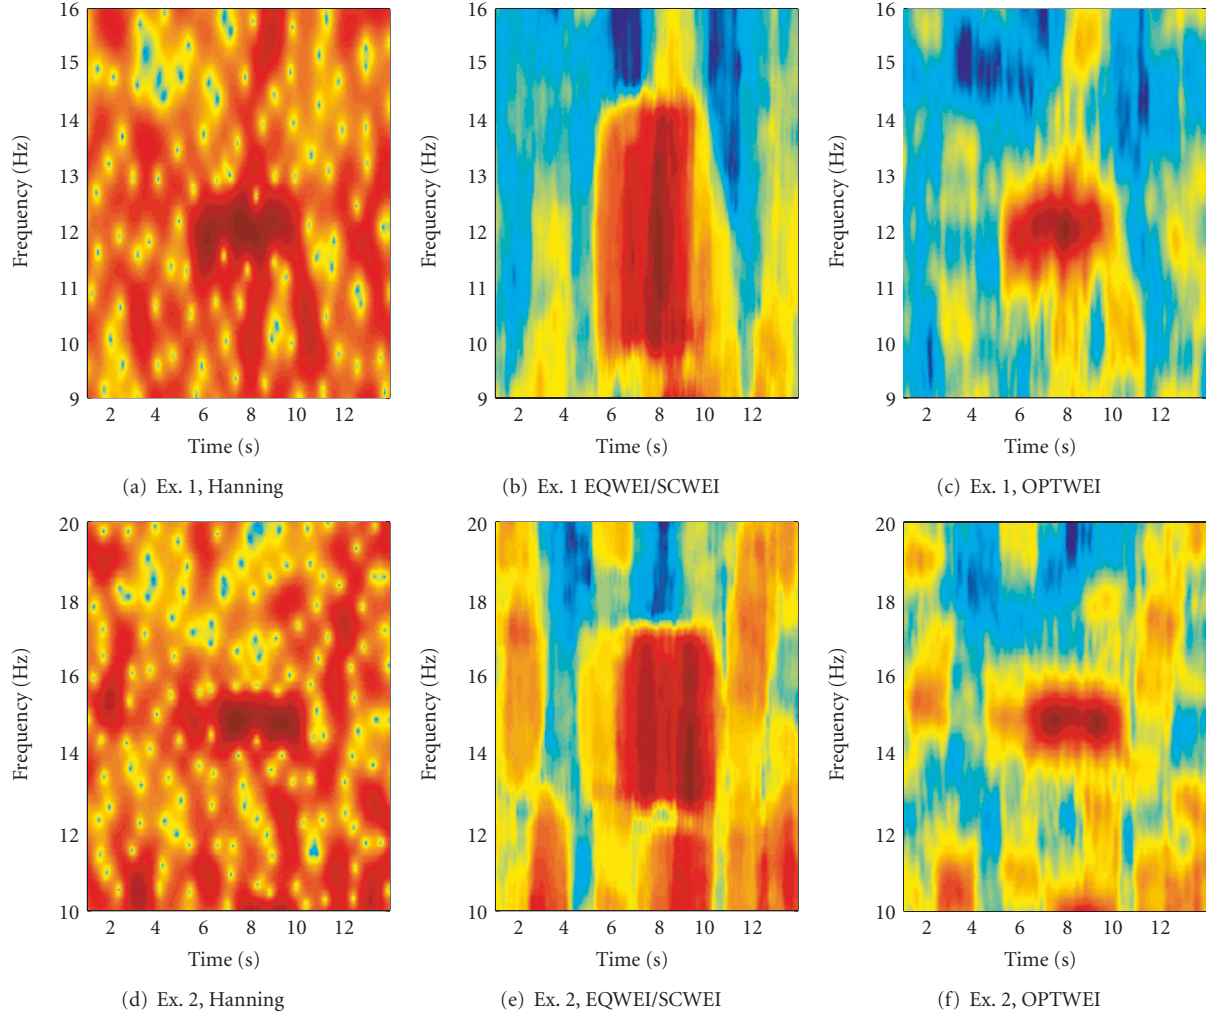 16
15
14
13
12
11
10
9
Frequency (Hz)
2 4 6 8 10 12
Time (s)
(a) Ex. 1, Hanning
16
15
14
13
12
11
10
9
Frequency (Hz)
2 4 6 8 10 12
Time (s)
(b) Ex. 1 EQWEI/SCWEI
16
15
14
13
12
11
10
9
Frequency (Hz)
2 4 6 8 10 12
Time (s)
(c) Ex. 1, OPTWEI
20
18
16
14
12
10
Frequency (Hz)
2 4 6 8 10 12
Time (s)
(d) Ex. 2, Hanning
20
18
16
14
12
10
Frequency (Hz)
2 4 6 8 10 12
Time (s)
(e) Ex. 2, EQWEI/SCWEI
20
18
16
14
12
10
Frequency (Hz)
2 4 6 8 10 12
Time (s)
(f) Ex. 2, OPTWEI